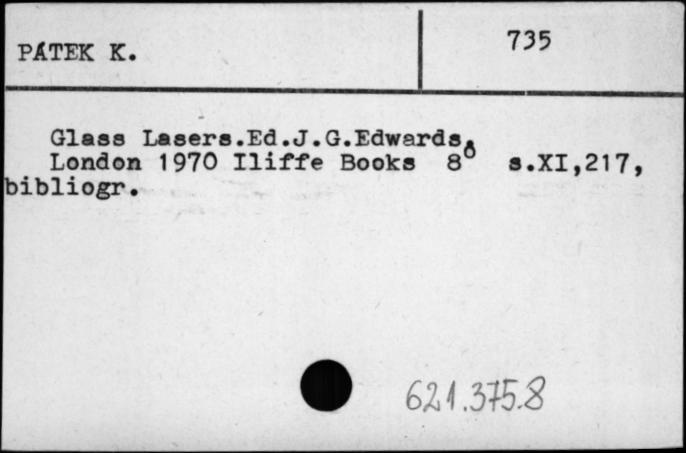 PÁTEK K.
735
Glass Lasers.Ed.J.G.Edwards.
London 1970 Iliffe Books 8° s.XI,217,
bibliogr.
621.375.8